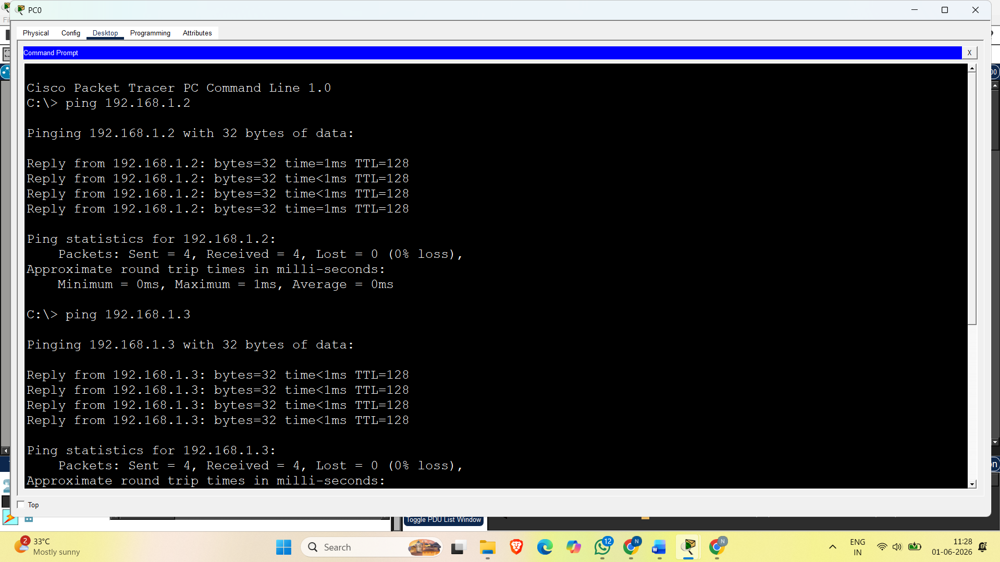 PC0
Fi
Physical Config Desktop Programming Attributes
Command Prompt
X
Cisco Packet Tracer PC Command Line 1.0
C:\> ping 192.168.1.2
Pinging 192.168.1.2 with 32 bytes of data:
Reply from 192.168.1.2: bytes=32 time=1ms TTL=128
Reply from 192.168.1.2: bytes=32 time<1ms TTL=128
Reply from 192.168.1.2: bytes=32 time<1ms TTL=128
Reply from 192.168.1.2: bytes=32 time=1ms TTL=128
Ping statistics for 192.168.1.2:
Packets: Sent = 4, Received = 4, Lost = 0 (0% loss),
Approximate round trip times in milli-seconds:
Minimum = 0ms, Maximum = 1ms, Average = 0ms
C:\> ping 192.168.1.3
Pinging 192.168.1.3 with 32 bytes of data:
Reply from 192.168.1.3: bytes=32 time<1ms TTL=128
Reply from 192.168.1.3: bytes=32 time<1ms TTL=128
Reply from 192.168.1.3: bytes=32 time<1ms TTL=128
Reply from 192.168.1.3: bytes=32 time<1ms TTL=128
Ping statistics for 192.168.1.3:
Packets: Sent = 4, Received = 4, Lost = 0 (0% loss),
Approximate round trip times in milli-seconds:
Top
Toggle PDU List Window
2
33°C
Mostly sunny
Search
12
N
N
ENG
IN
11:28
01-06-2026